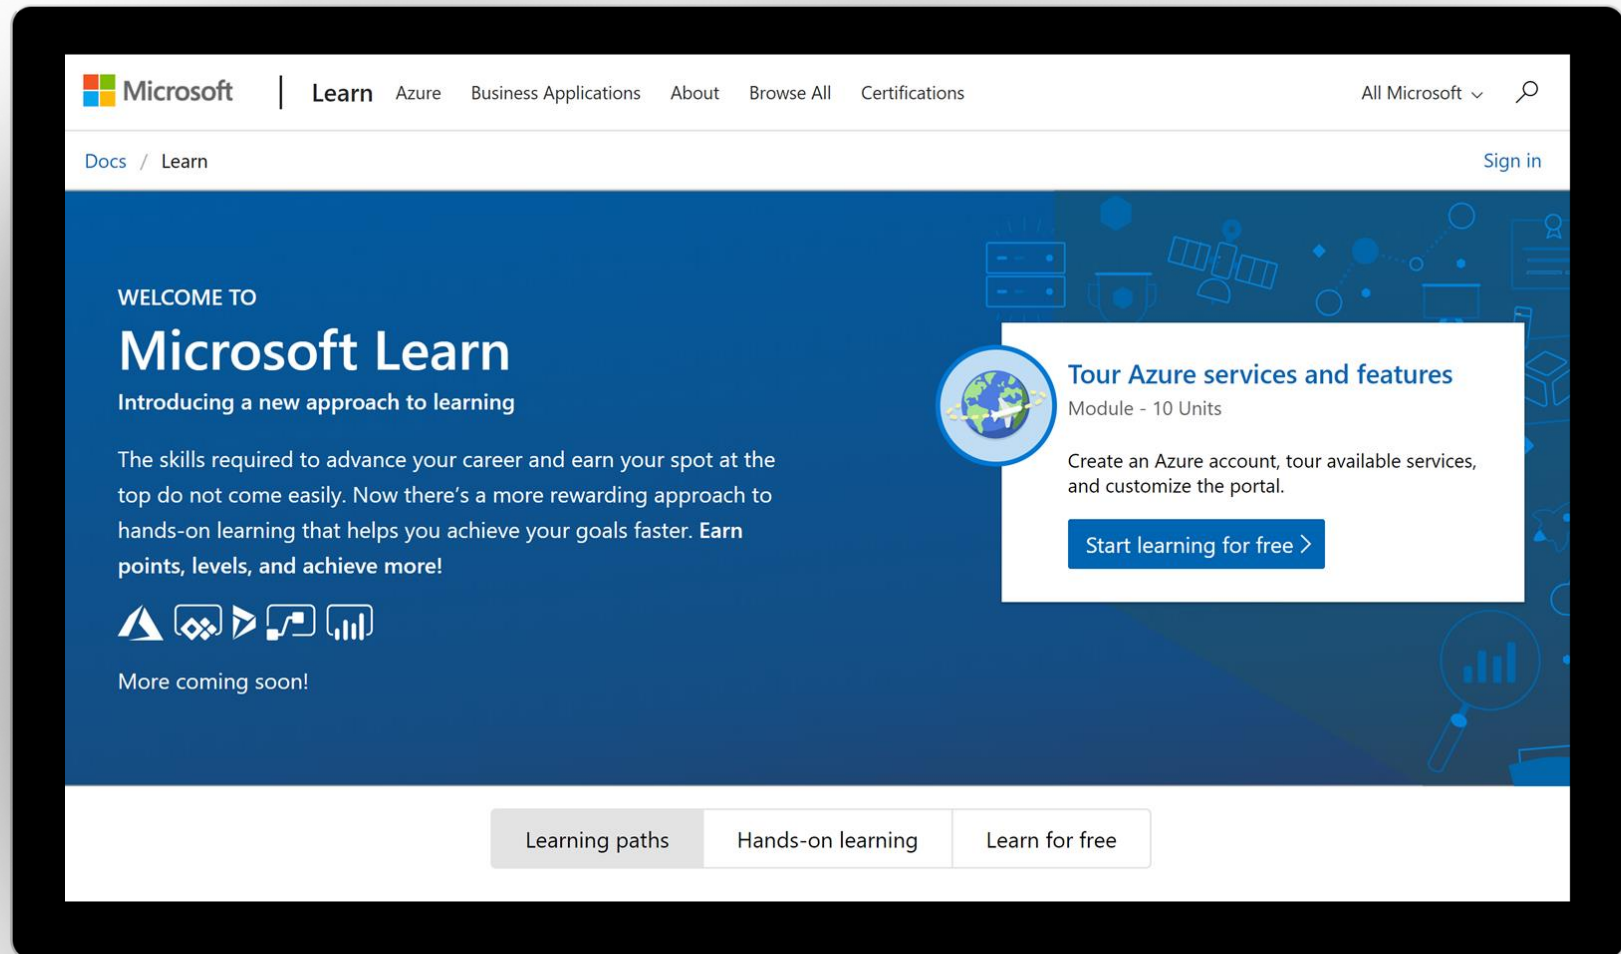 Microsoft | Learn Azure Business Applications About Browse All Certifications All Microsoft
Docs / Learn Sign in
WELCOME TO
Microsoft Learn
Introducing a new approach to learning
The skills required to advance your career and earn your spot at the
top do not come easily. Now there's a more rewarding approach to
hands-on learning that helps you achieve your goals faster. Earn
points, levels, and achieve more!
More coming soon!
Tour Azure services and features
Module - 10 Units
Create an Azure account, tour available services,
and customize the portal.
Start learning for free >
Learning paths Hands-on learning Learn for free